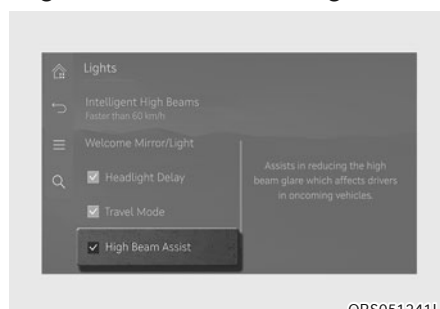 Lights
Intelligent High Beams
Faster than 60 km/h
Welcome Mirror/Light
Headlight Delay
Travel Mode
High Beam Assist
Assists in reducing the high
beam glare which affects drivers
in oncoming vehicles.